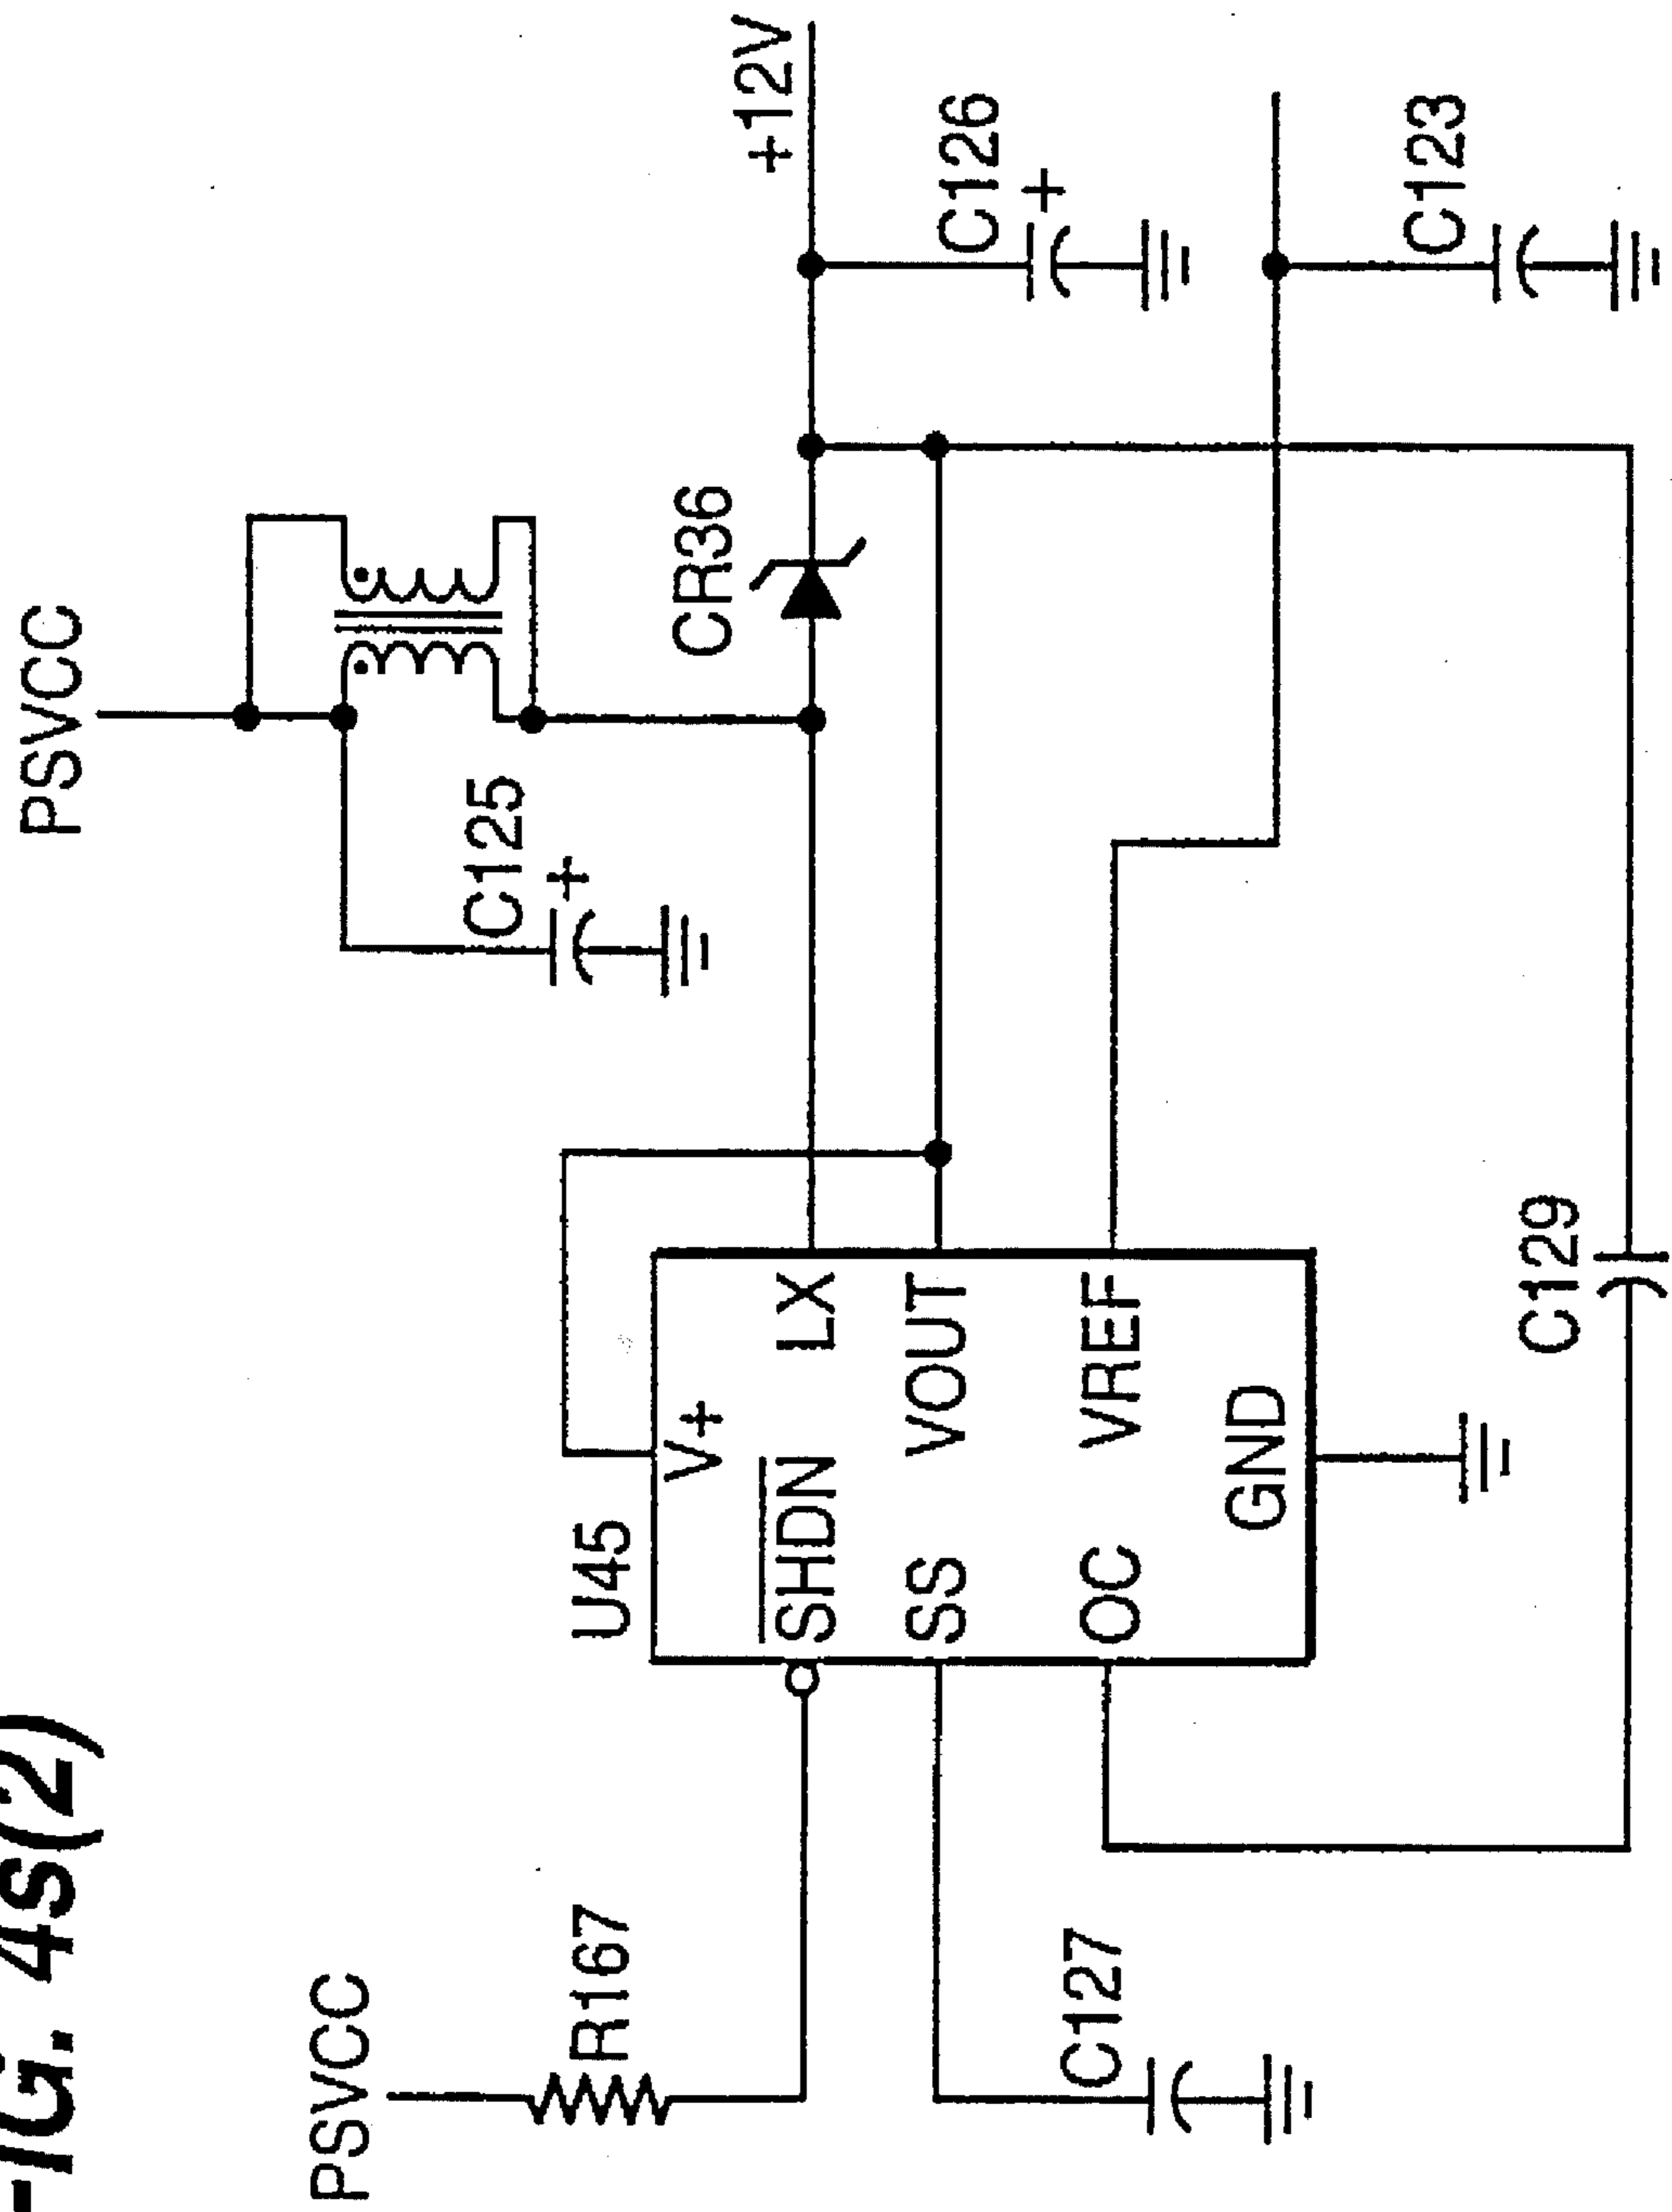 FIG. 4s(2)
PSVCC
PSVCC
R167
C125
CR36
+12V
U45
V+
SHDN
LX
SS
VOUT
OC
VREF
GND
C126
+
+
C127
C129
C123